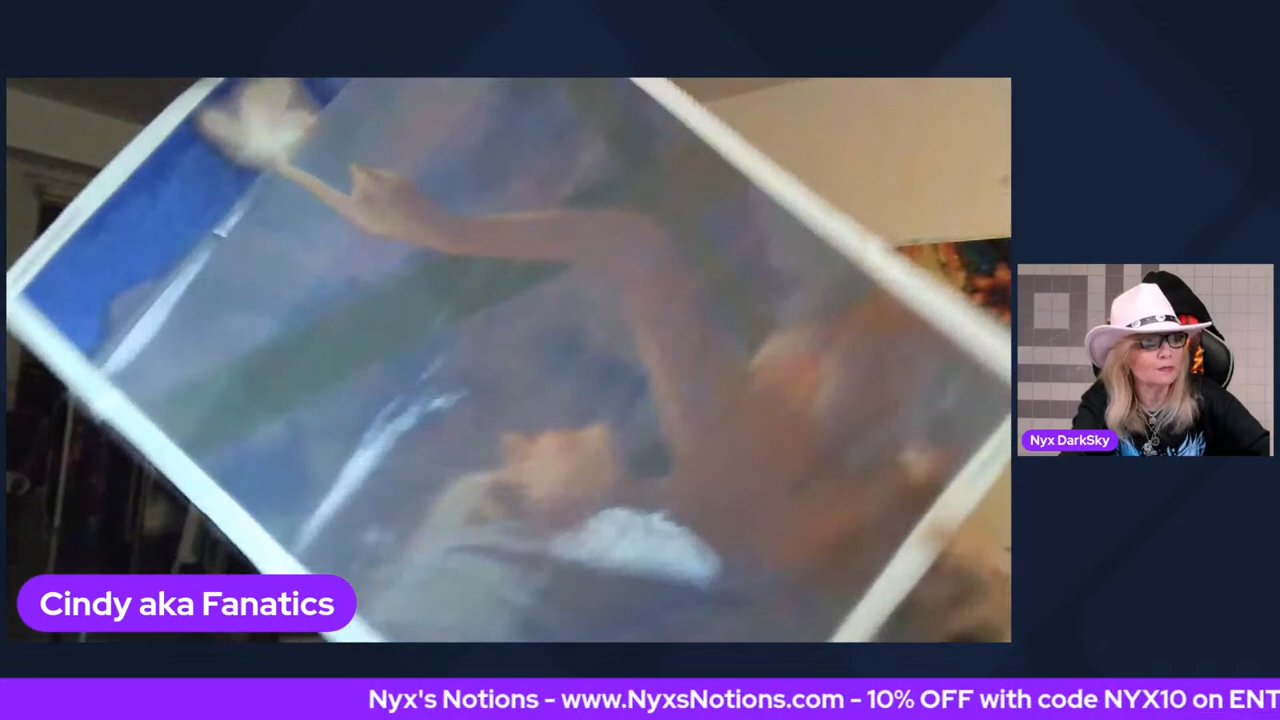 Nyx DarkSky
Cindy aka Fanatics
Nyx's Notions - www.NyxsNotions.com - 10% OFF with code NYX10 on ENT